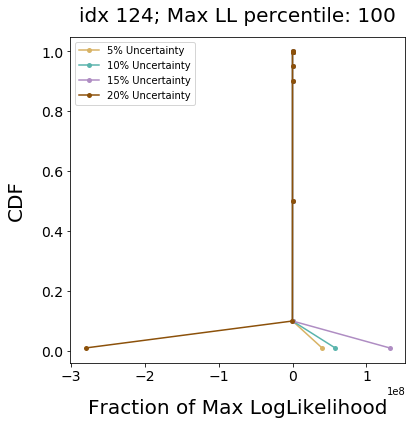 idx 124; Max LL percentile: 100
5% Uncertainty
10% Uncertainty
15% Uncertainty
20% Uncertainty
CDF
1.0
0.8
0.6
0.4
0.2
0.0
−3 −2 −1 0 1
1e8
Fraction of Max LogLikelihood